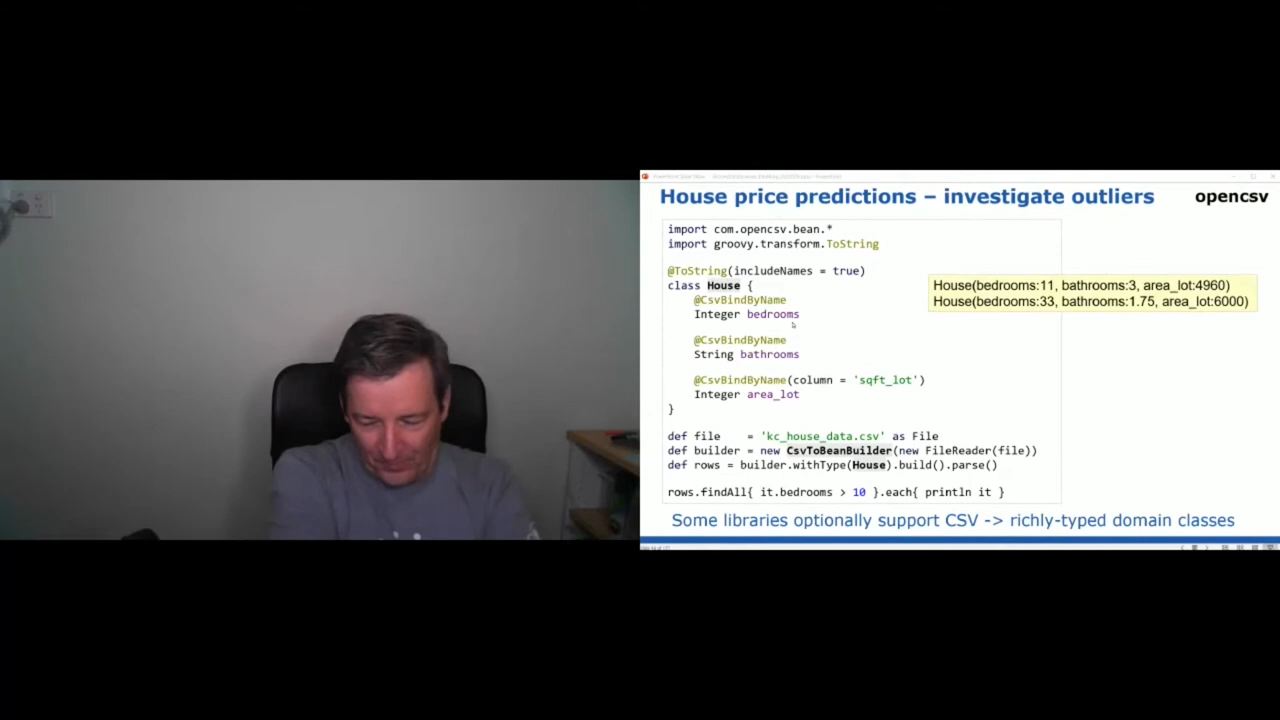 House price predictions – investigate outliers
opencsv
import com.opencsv.bean.*
import groovy.transform.ToString
@ToString(includeNames = true)
class House {
@CsvBindByName
Integer bedrooms
@CsvBindByName
String bathrooms
@CsvBindByName(column = 'sqft_lot')
Integer area_lot
}
House(bedrooms:11, bathrooms:3, area_lot:4960)
House(bedrooms:33, bathrooms:1.75, area_lot:6000)
def file    = 'kc_house_data.csv' as File
def builder = new CsvToBeanBuilder(new FileReader(file))
def rows = builder.withType(House).build().parse()
rows.findAll{ it.bedrooms > 10 }.each{ println it }
Some libraries optionally support CSV -> richly-typed domain classes